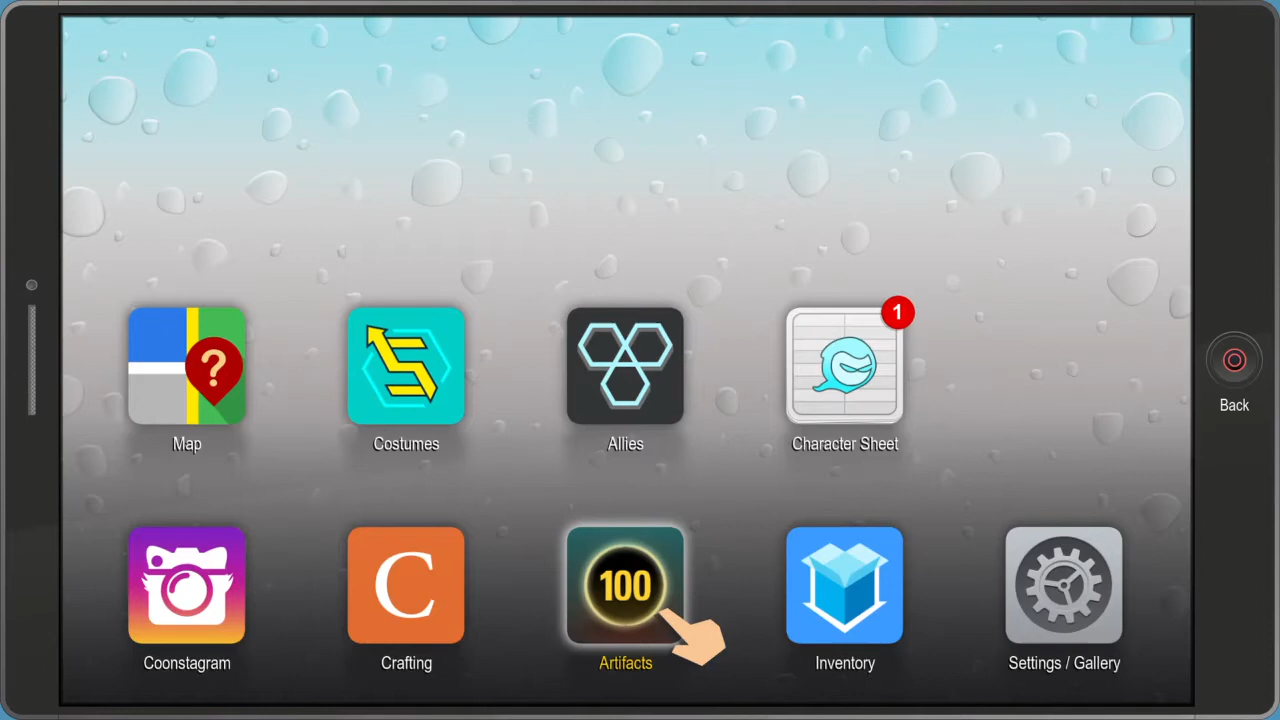 1
?
Map
Costumes
Allies
Character Sheet
Back
C
100
Coonstagram
Crafting
Artifacts
Inventory
Settings / Gallery